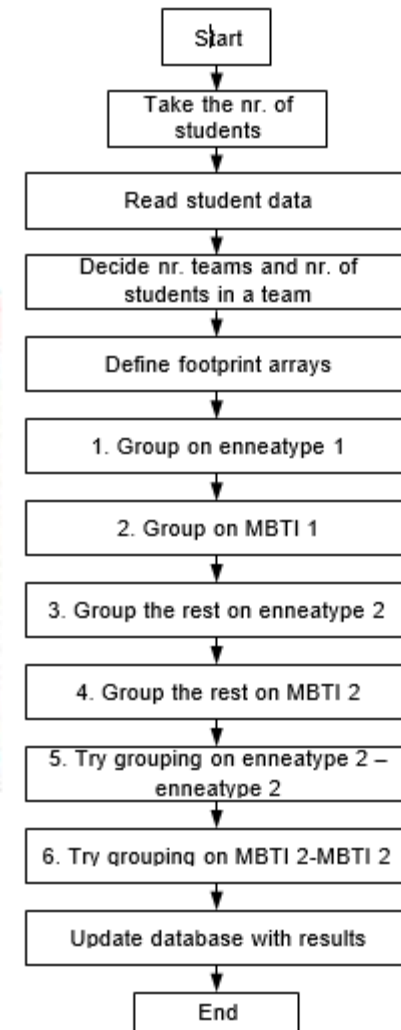 Start
Take the nr. of
students
Read student data
Decide nr. teams and nr. of
students in a team
Define footprint arrays
1. Group on enneatype 1
2. Group on MBTI 1
3. Group the rest on enneatype 2
4. Group the rest on MBTI 2
5. Try grouping on enneatype 2 –
enneatype 2
6. Try grouping on MBTI 2-MBTI 2
Update database with results
End